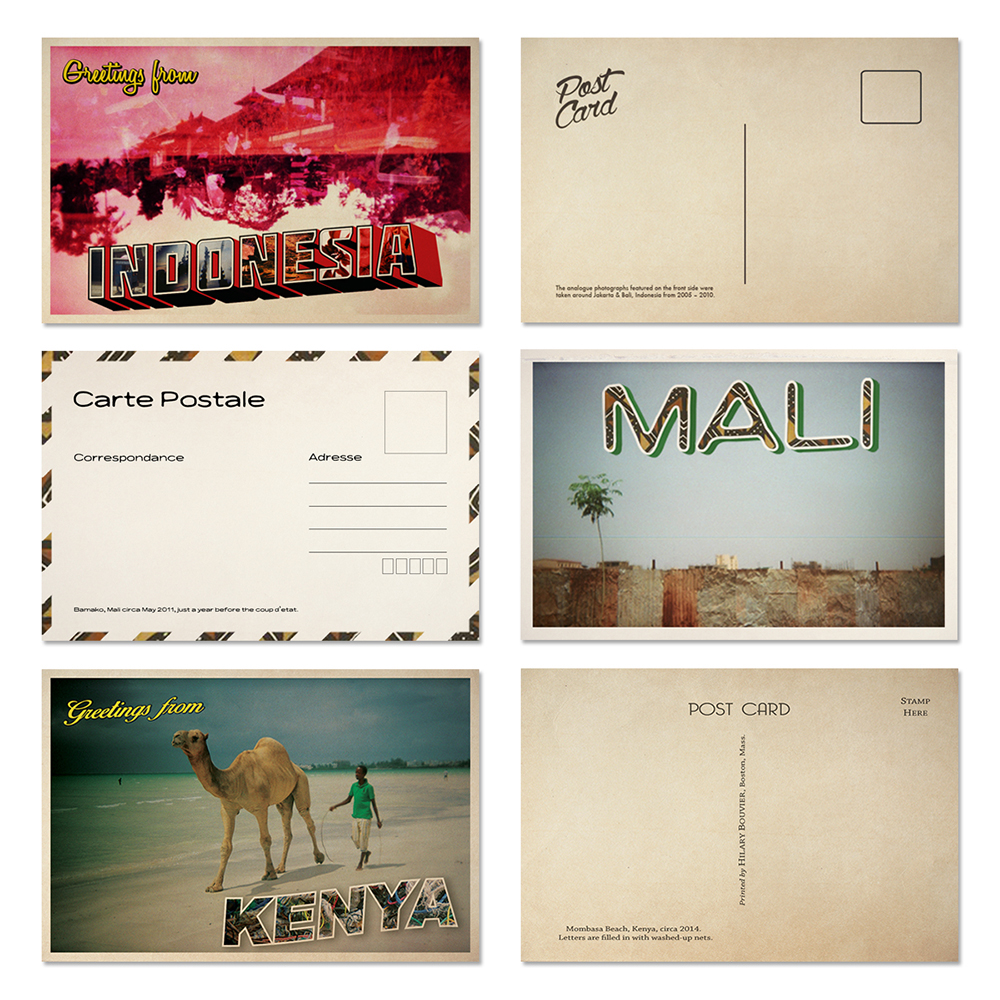 Greetings from
INDONESIA
Post
Card
The analogue photographs featured on the front side were
taken around Jakarta & Bali, Indonesia from 2005 – 2010.
Carte Postale
Correspondance
Adresse
Bamako, Mali circa May 2011, just a year before the coup d'etat.
MALI
Greetings from
KENYA
POST CARD
STAMP
HERE
Printed by HILARY BOUVIER, Boston, Mass.
Mombasa Beach, Kenya, circa 2014.
Letters are filled in with washed-up nets.